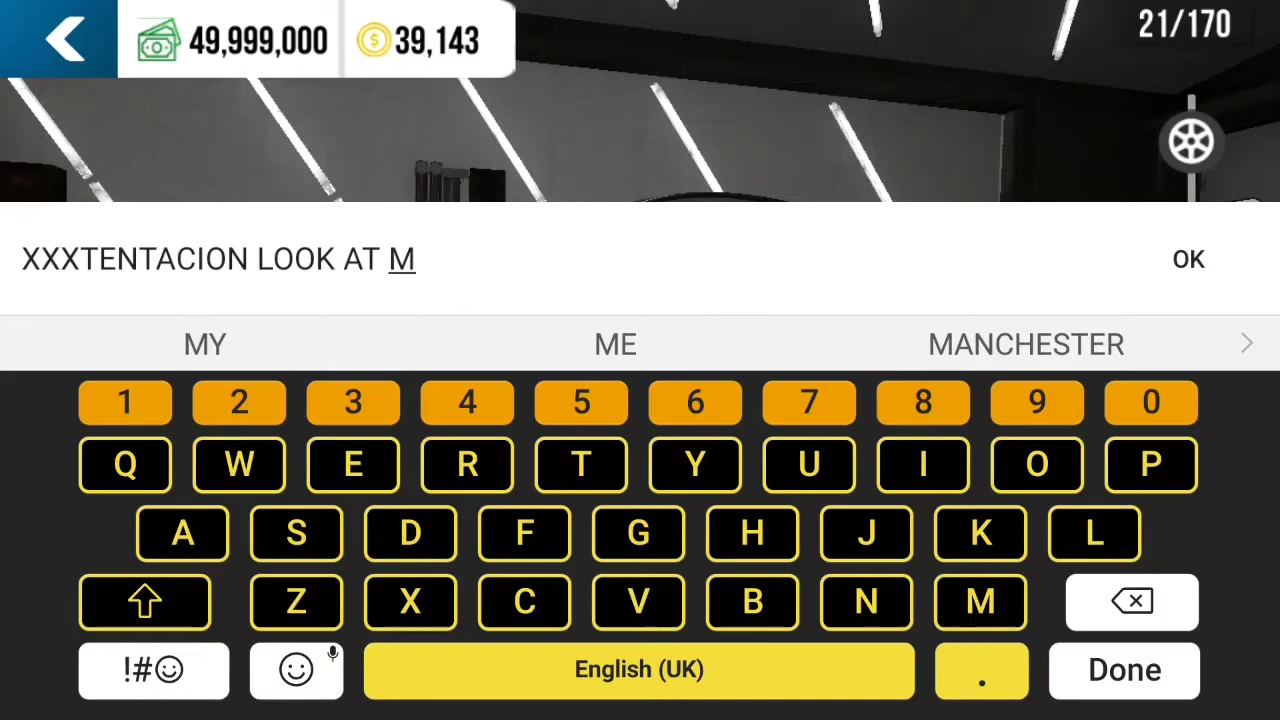 49,999,000 39,143 21/170
XXXTENTACION LOOK AT M OK
MY ME MANCHESTER
1 2 3 4 5 6 7 8 9 0
Q W E R T Y U I O P
A S D F G H J K L
Z X C V B N M
!#☺ English (UK) . Done